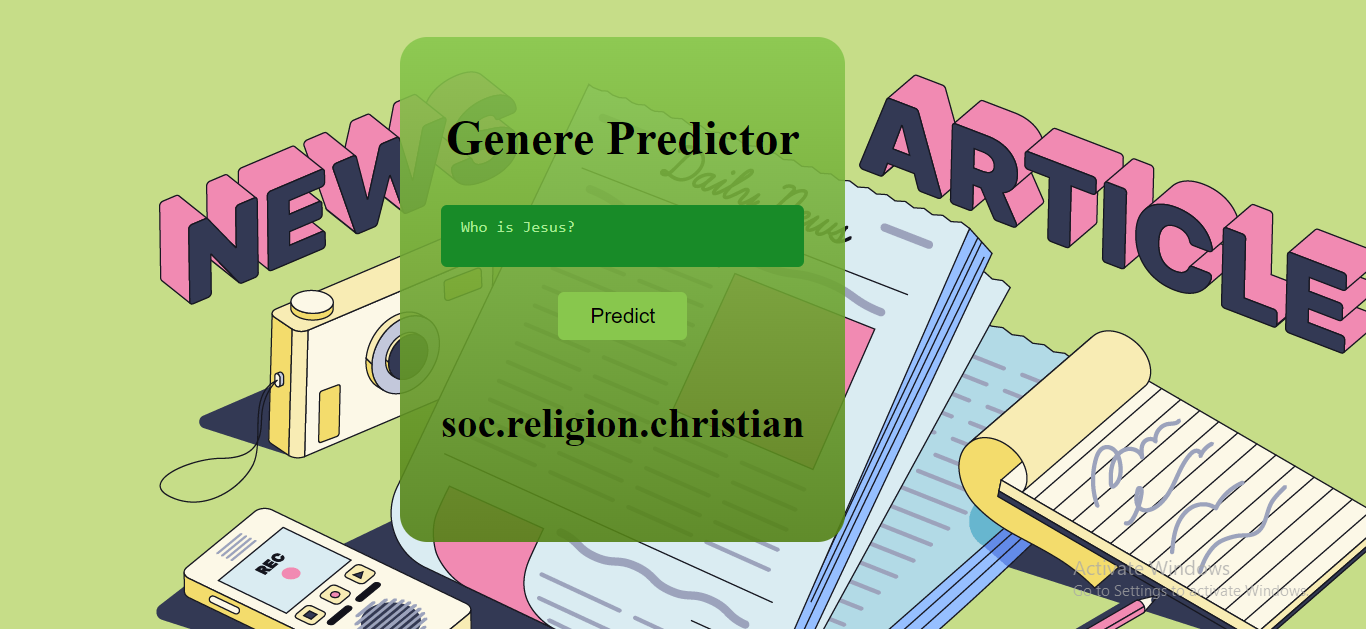 NEWS
ARTICLE
Genere Predictor
Daily News
Who is Jesus?
Predict
soc.religion.christian
REC
Activate Windows
Go to Settings to activate Windows.